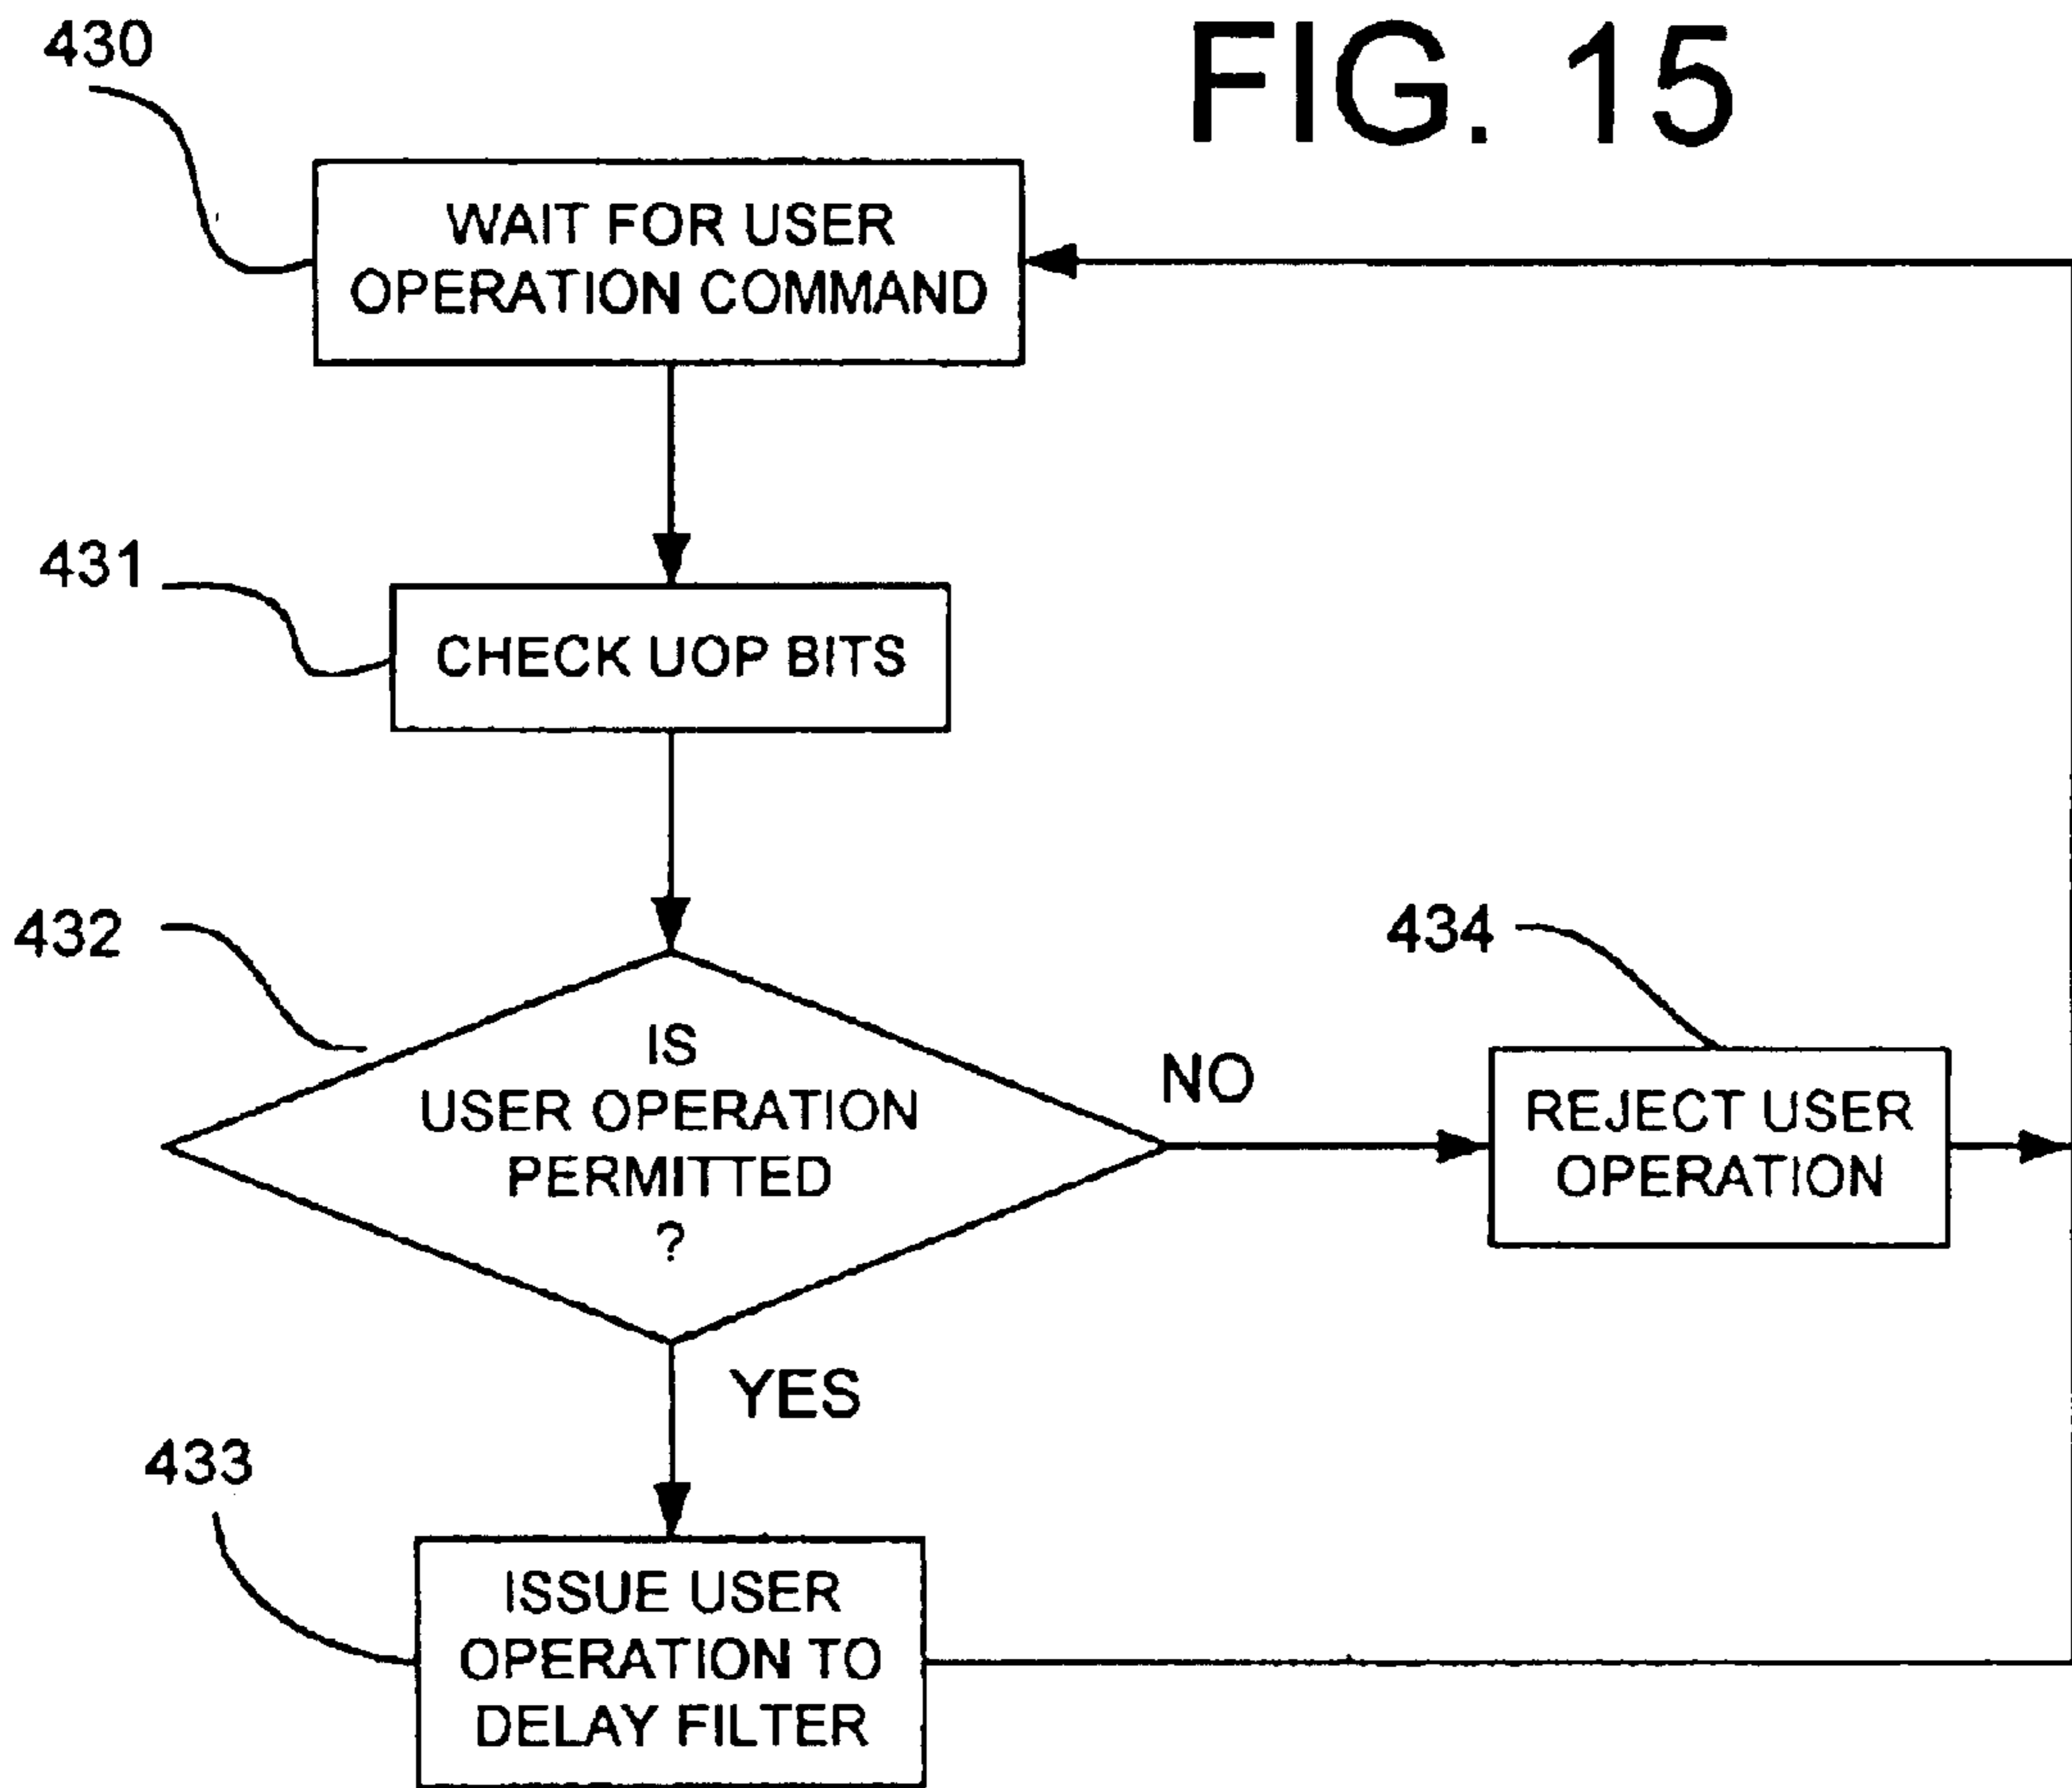 FIG. 15
430
WAIT FOR USER
OPERATION COMMAND
431
CHECK UOP BITS
432
IS
USER OPERATION
PERMITTED
?
NO
434
REJECT USER
OPERATION
YES
433
ISSUE USER
OPERATION TO
DELAY FILTER